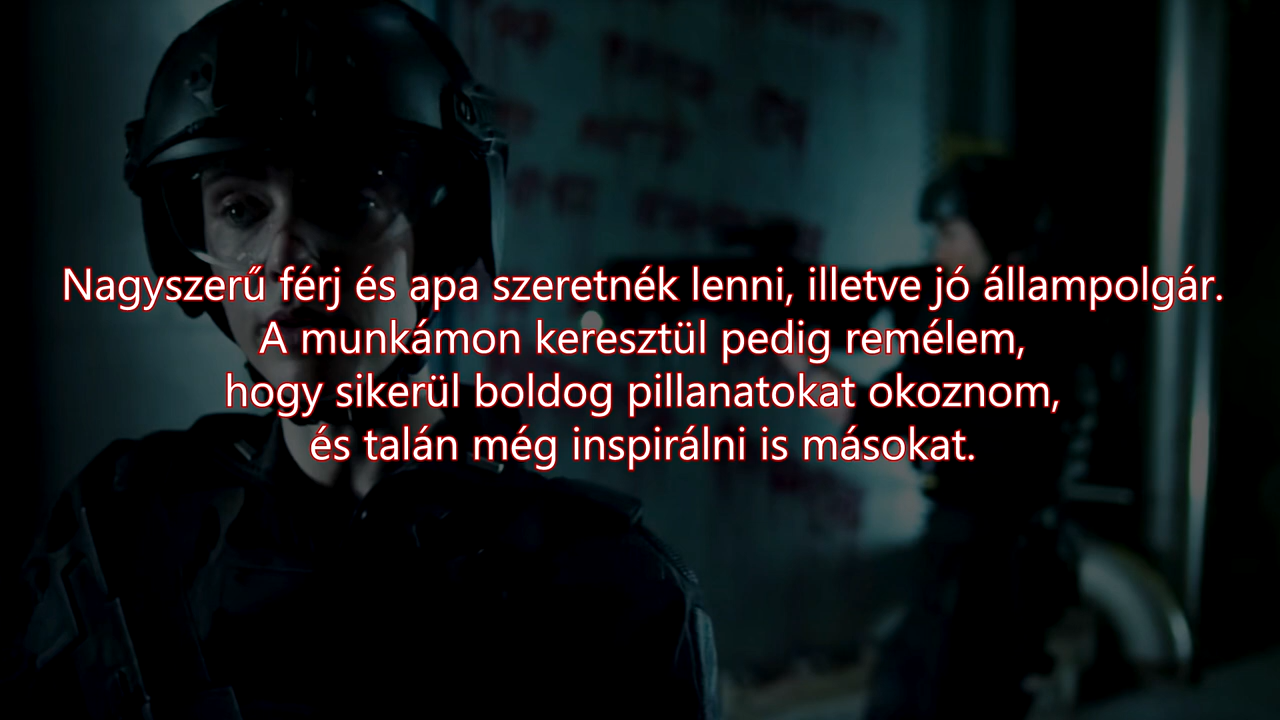 Nagyszerű férj és apa szeretnék lenni, illetve jó állampolgár.
A munkámon keresztül pedig remélem,
hogy sikerül boldog pillanatokat okoznom,
és talán még inspirálni is másokat.